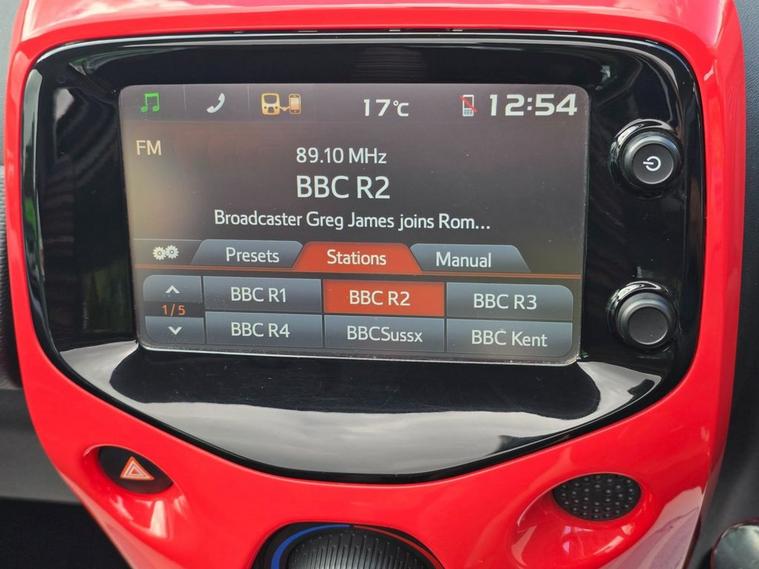 17°C 12:54
FM
89.10 MHz
BBC R2
Broadcaster Greg James joins Rom...
Presets Stations Manual
1/5
BBC R1 BBC R2 BBC R3
BBC R4 BBCSussx BBC Kent